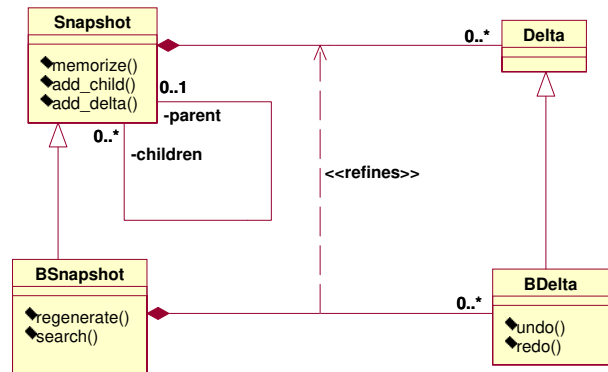 Snapshot
memorize()
add_child()
add_delta()
0..*
Delta
0..1
-parent
0..*
-children
<<refines>>
BSnapshot
regenerate()
search()
0..*
BDelta
undo()
redo()